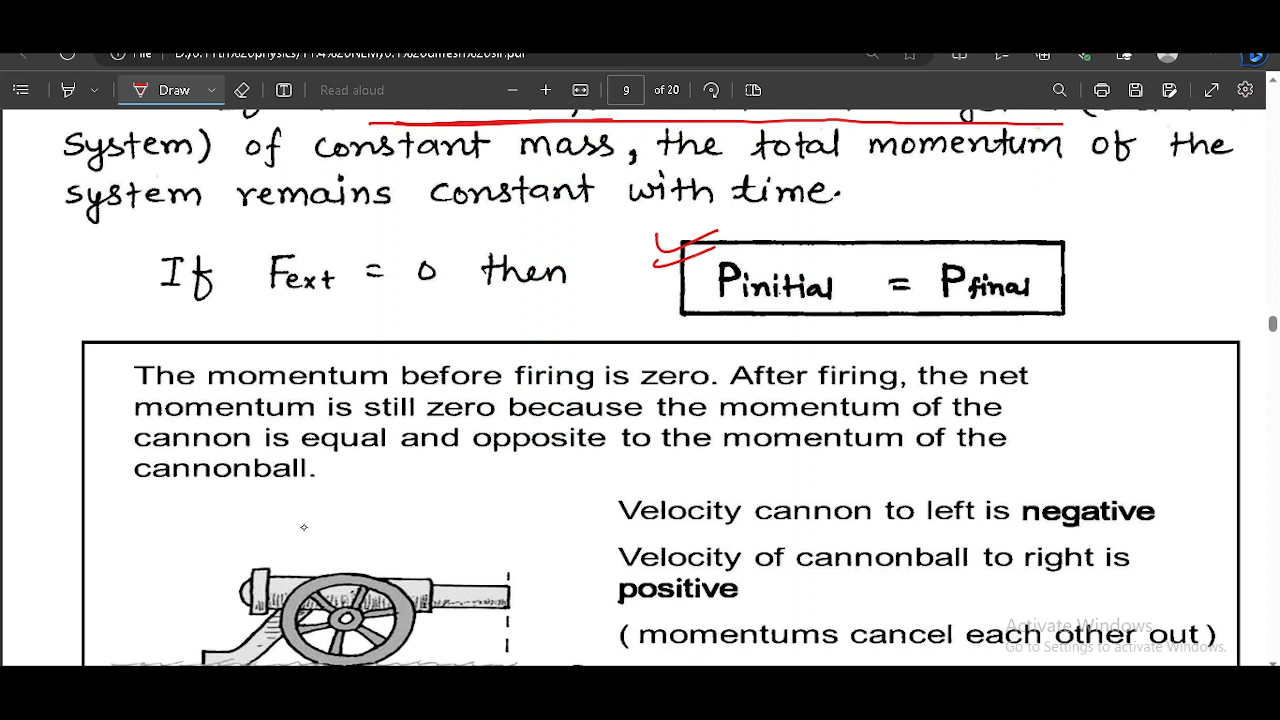 File
Draw
Read aloud
9 of 20
System) of constant mass, the total momentum of the
system remains constant with time.
If Fext = 0 then
Pinitial = Pfinal
The momentum before firing is zero. After firing, the net
momentum is still zero because the momentum of the
cannon is equal and opposite to the momentum of the
cannonball.
Velocity cannon to left is negative
Velocity of cannonball to right is
positive
( momentums cancel each other out )
Activate Windows
Go to Settings to activate Windows.